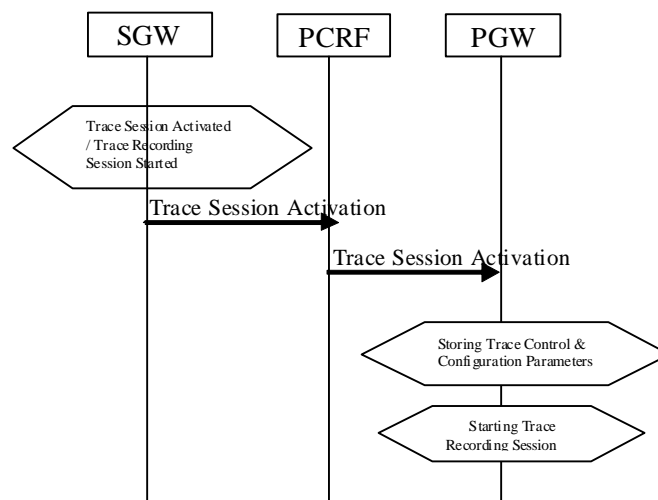 SGW
PCRF
PGW
Trace Session Activated
/ Trace Recording
Session Started
Trace Session Activation
Trace Session Activation
Storing Trace Control &
Configuration Parameters
Starting Trace
Recording Session